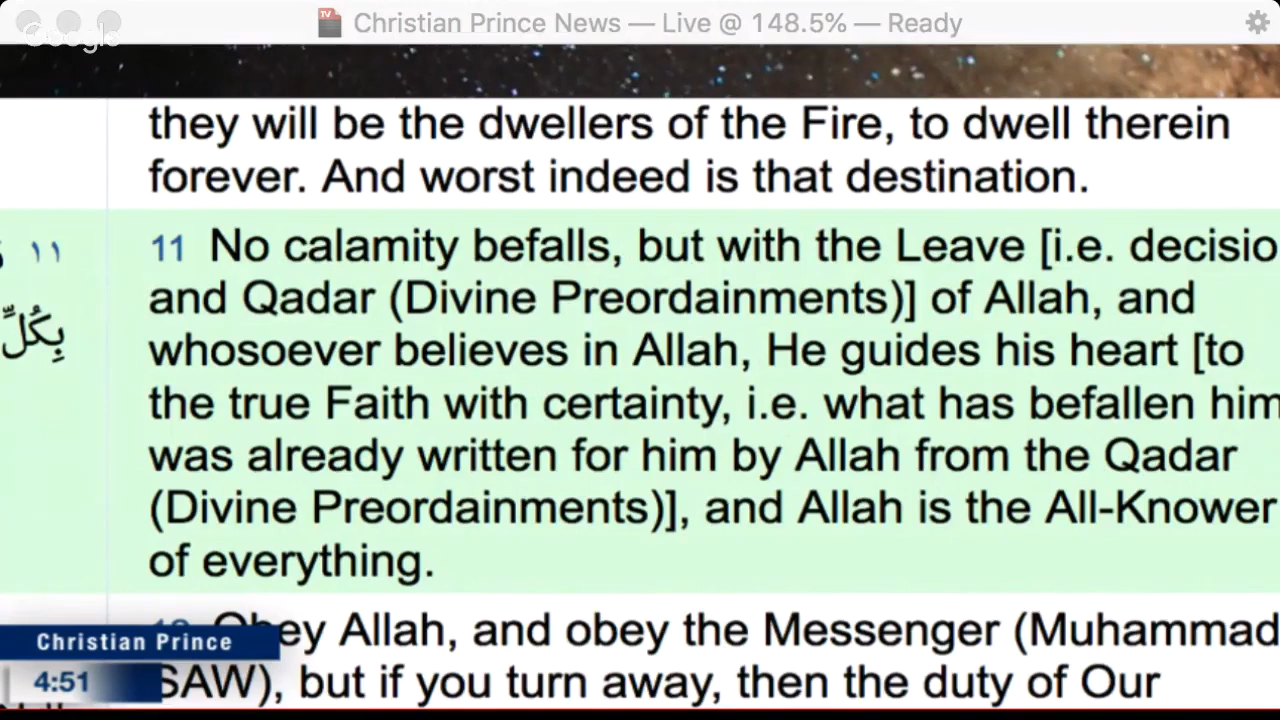 Christian Prince News — Live @ 148.5% — Ready
Google
they will be the dwellers of the Fire, to dwell therein
forever. And worst indeed is that destination.
١١
11 No calamity befalls, but with the Leave [i.e. decisio
and Qadar (Divine Preordainments)] of Allah, and
بِكُلِّ
whosoever believes in Allah, He guides his heart [to
the true Faith with certainty, i.e. what has befallen him
was already written for him by Allah from the Qadar
(Divine Preordainments)], and Allah is the All-Knower
of everything.
Obey Allah, and obey the Messenger (Muhammad
Christian Prince
SAW), but if you turn away, then the duty of Our
4:51